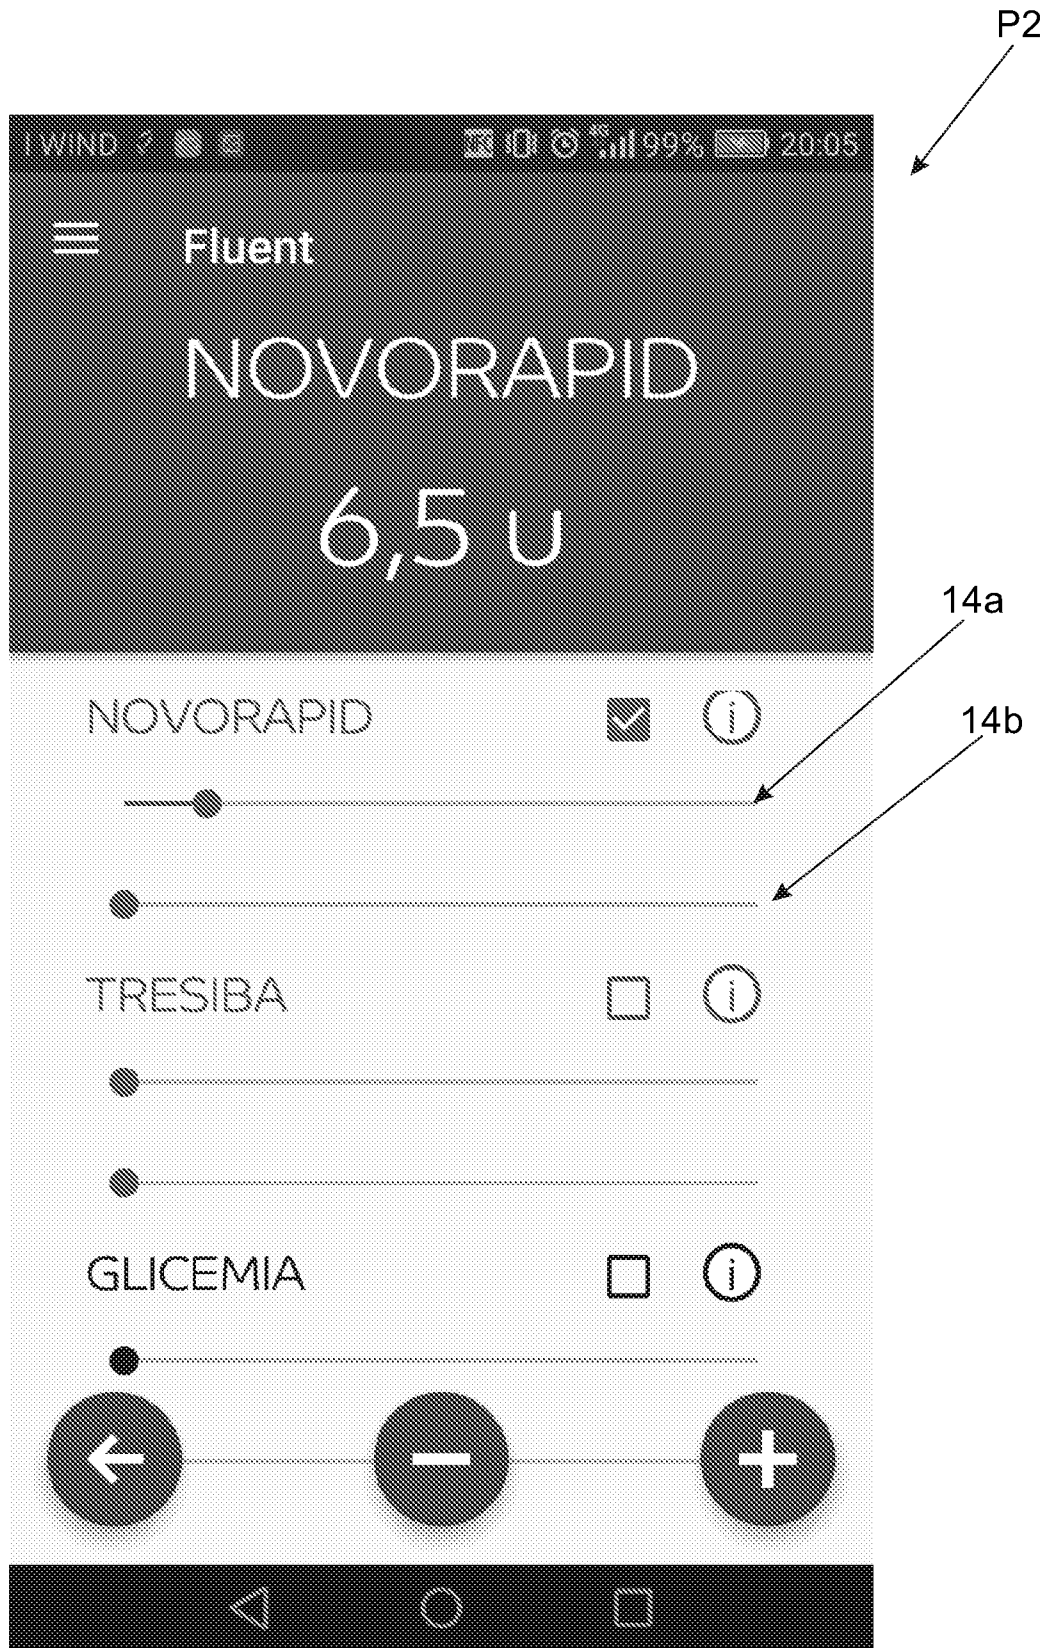 P2
I WIND 99% 20:05
Fluent
NOVORAPID
6,5 u
14a
NOVORAPID
14b
TRESIBA
GLICEMIA